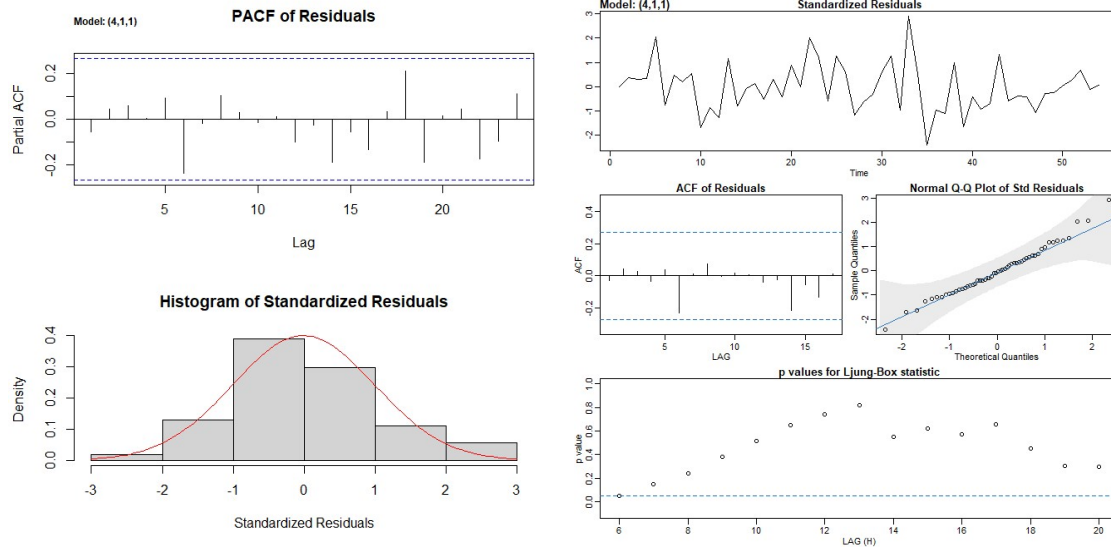 Model: (4,1,1)
PACF of Residuals
Partial ACF
0.2
0.0
-0.2
5 10 15 20
Lag
Histogram of Standardized Residuals
Density
0.4
0.3
0.2
0.1
0.0
-3 -2 -1 0 1 2 3
Standardized Residuals
Model: (4,1,1) Standardized Residuals
3
2
1
0
-1
-2
0 10 20 30 40 50
Time
ACF of Residuals
ACF
0.4
0.2
0.0
-0.2
5 10 15
LAG
Normal Q-Q Plot of Std Residuals
Sample Quantiles
3
2
1
0
-1
-2
-2 -1 0 1 2
Theoretical Quantiles
p values for Ljung-Box statistic
p value
1.0
0.8
0.6
0.4
0.2
0.0
6 8 10 12 14 16 18 20
LAG (H)